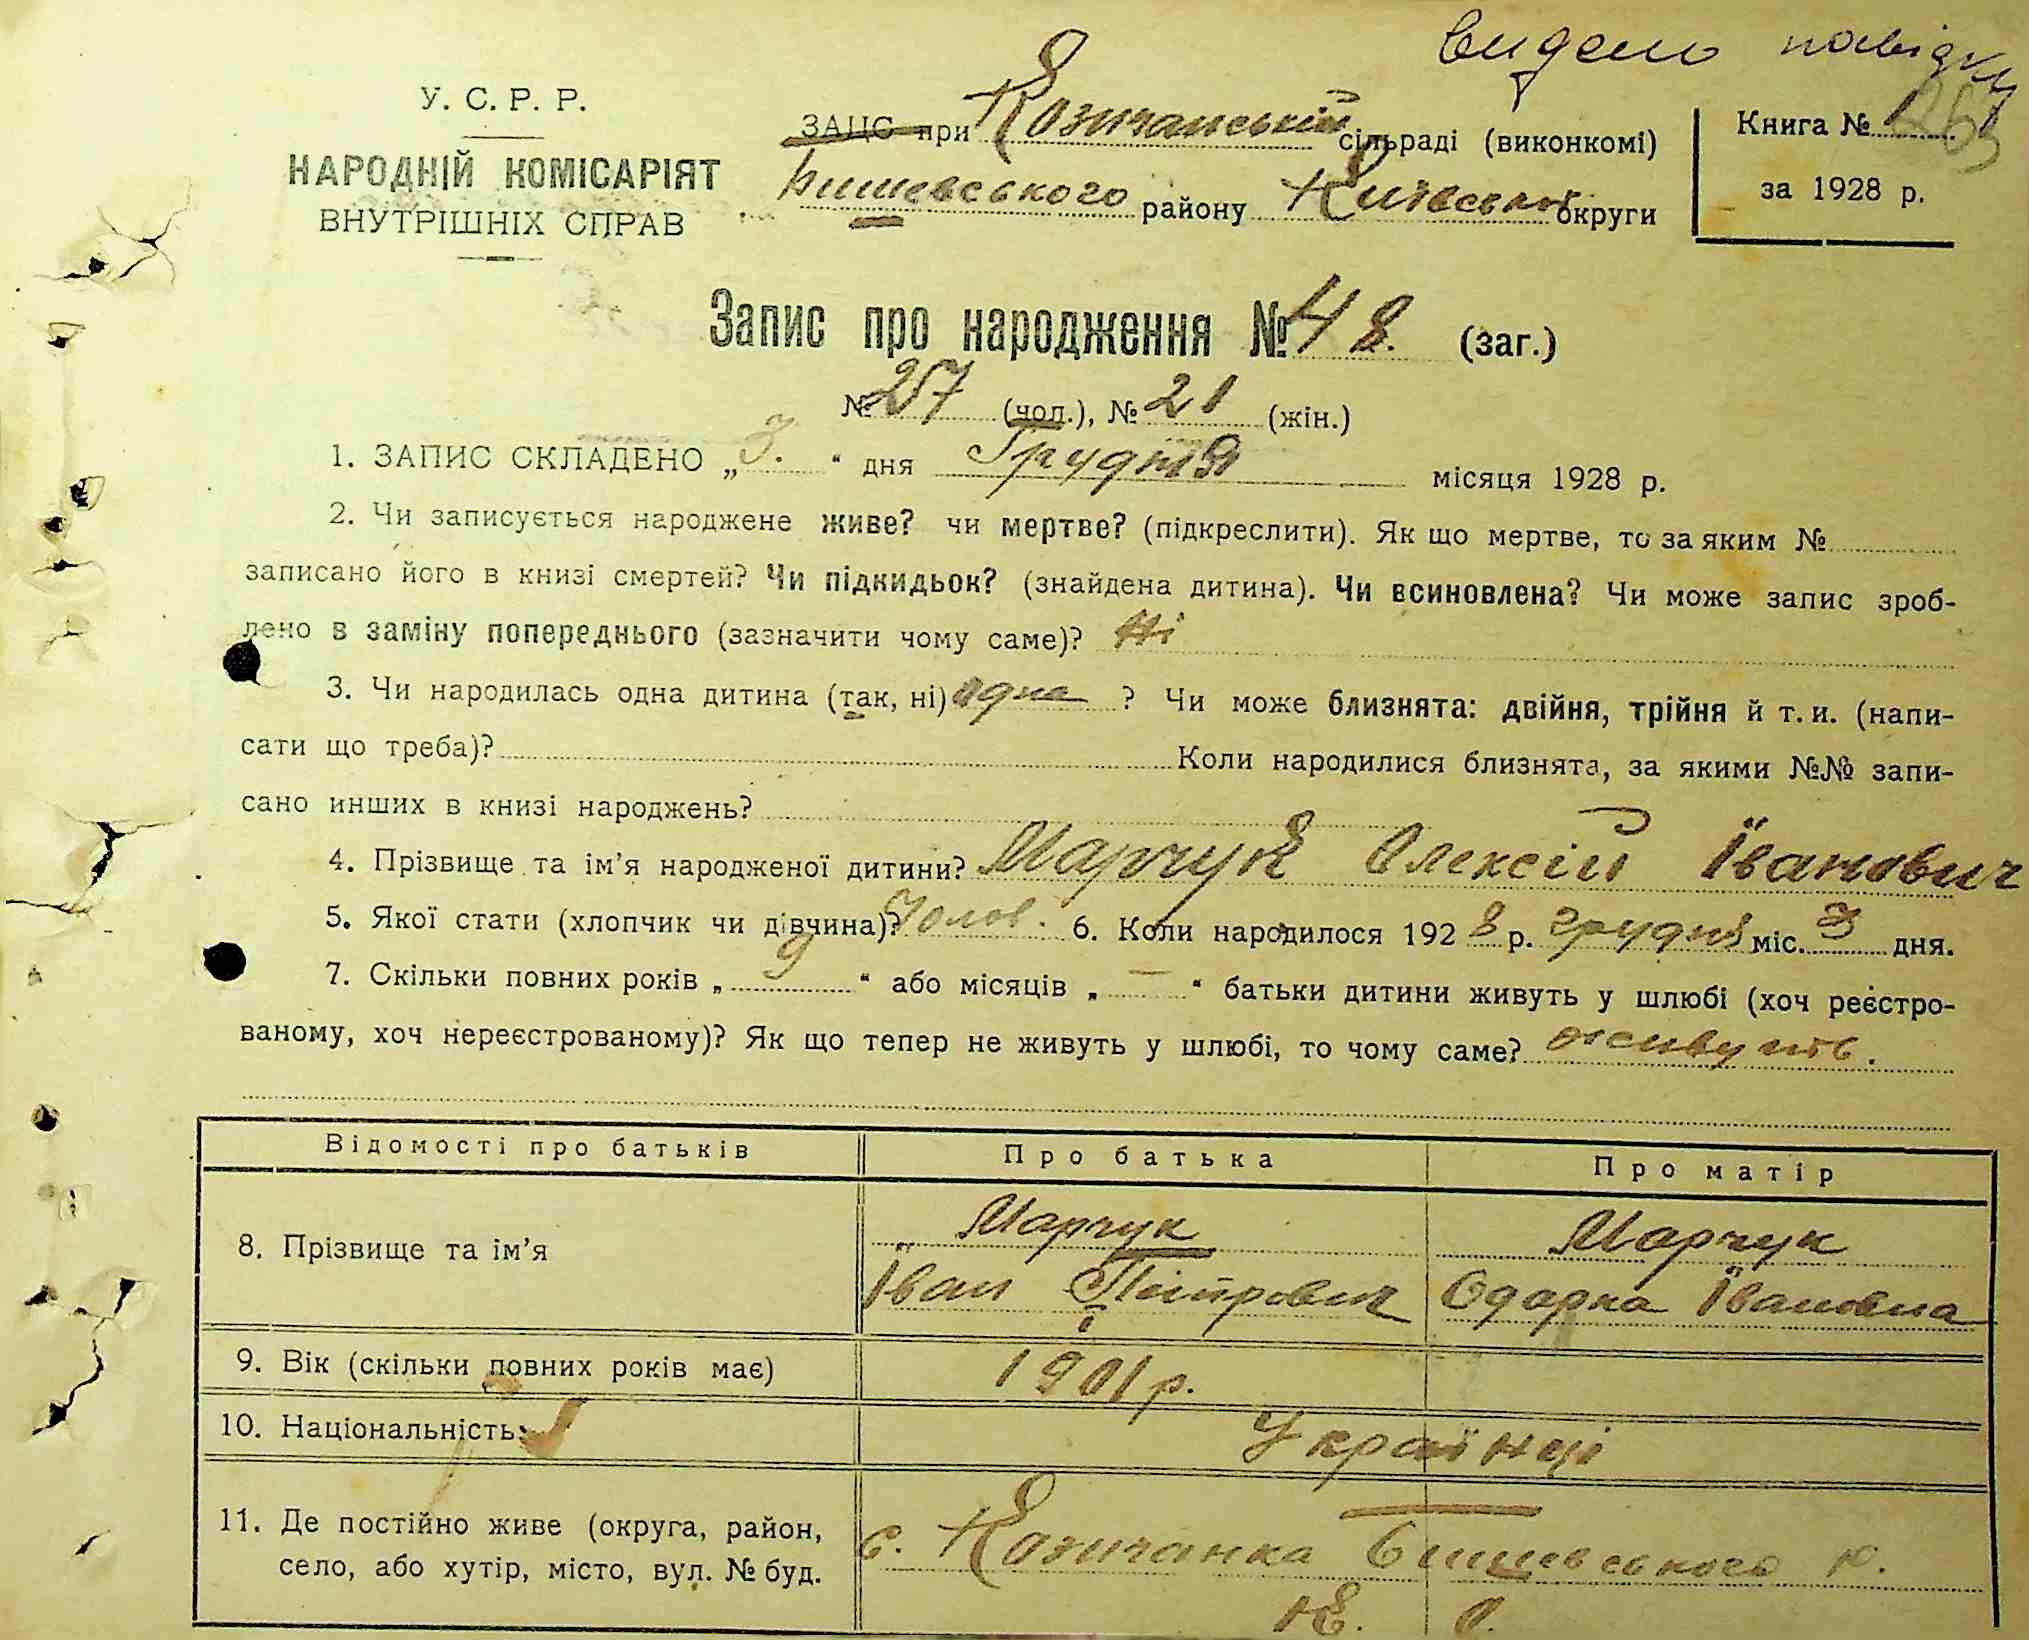 Видано повідку
У. С. Р. Р.
НАРОДНІЙ КОМІСАРІЯТ
ВНУТРІШНІХ СПРАВ
ЗАЦС при Козичанській сільраді (виконкомі)
Бишевського району Київської округи
Книга № 1
за 1928 р.
Запис про народження № 48. (заг.)
№ 27 (чол.), № 21 (жін.)
1. ЗАПИС СКЛАДЕНО „3." дня Грудня місяця 1928 р.
2. Чи записується народжене живе? чи мертве? (підкреслити). Як що мертве, то за яким №
записано його в книзі смертей? Чи підкидьок? (знайдена дитина). Чи всиновлена? Чи може запис зроб-
лено в заміну попереднього (зазначити чому саме)? Ні
3. Чи народилась одна дитина (так, ні) одна ? Чи може близнята: двійня, трійня й т. и. (напи-
сати що треба)? Коли народилися близнята, за якими №№ запи-
сано инших в книзі народжень?
4. Прізвище та ім'я народженої дитини? Марчук Олексій Іванович
5. Якої стати (хлопчик чи дівчина)? Чолов. 6. Коли народилося 1928 р. грудня міс. 3 дня.
7. Скільки повних років „ 9 " або місяців „ — " батьки дитини живуть у шлюбі (хоч реєстро-
ваному, хоч нереєстрованому)? Як що тепер не живуть у шлюбі, то чому саме? живуть.
Відомості про батьків Про батька Про матір
8. Прізвище та ім'я Марчук Іван Пітрович Марчук Одарка Івановна
9. Вік (скільки повних років має) 1901 р.
10. Національність Українці
11. Де постійно живе (округа, район,
село, або хутір, місто, вул. № буд.
с. Козичанка Бишевського р.
К. О.